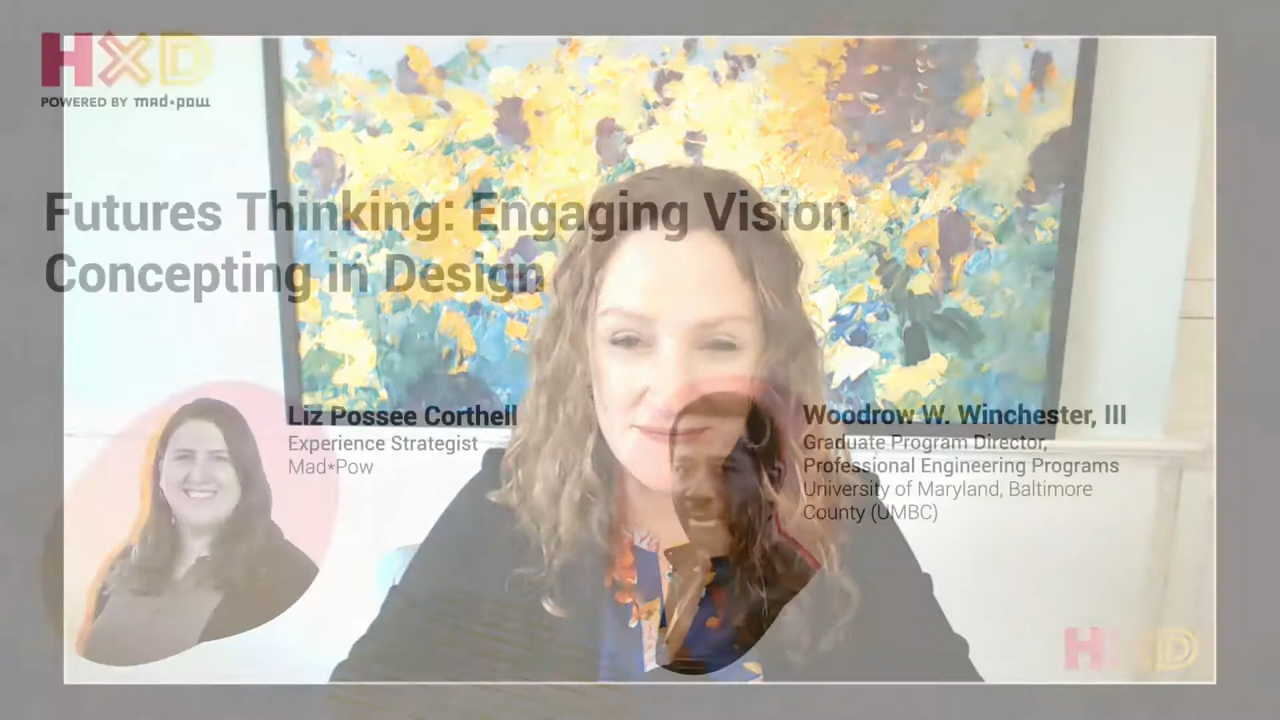 HXD
POWERED BY mad*pow
Futures Thinking: Engaging Vision
Concepting in Design
Liz Possee Corthell
Experience Strategist
Mad*Pow
Woodrow W. Winchester, III
Graduate Program Director,
Professional Engineering Programs
University of Maryland, Baltimore
County (UMBC)
HXD